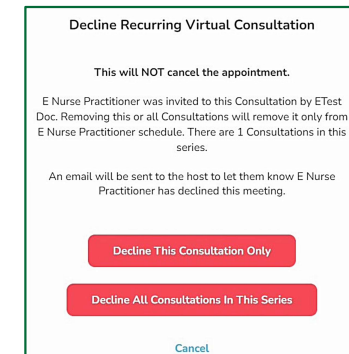 Decline Recurring Virtual Consultation
This will NOT cancel the appointment.
E Nurse Practitioner was invited to this Consultation by ETest
Doc. Removing this or all Consultations will remove it only from
E Nurse Practitioner schedule. There are 1 Consultations in this
series.
An email will be sent to the host to let them know E Nurse
Practitioner has declined this meeting.
Decline This Consultation Only
Decline All Consultations In This Series
Cancel